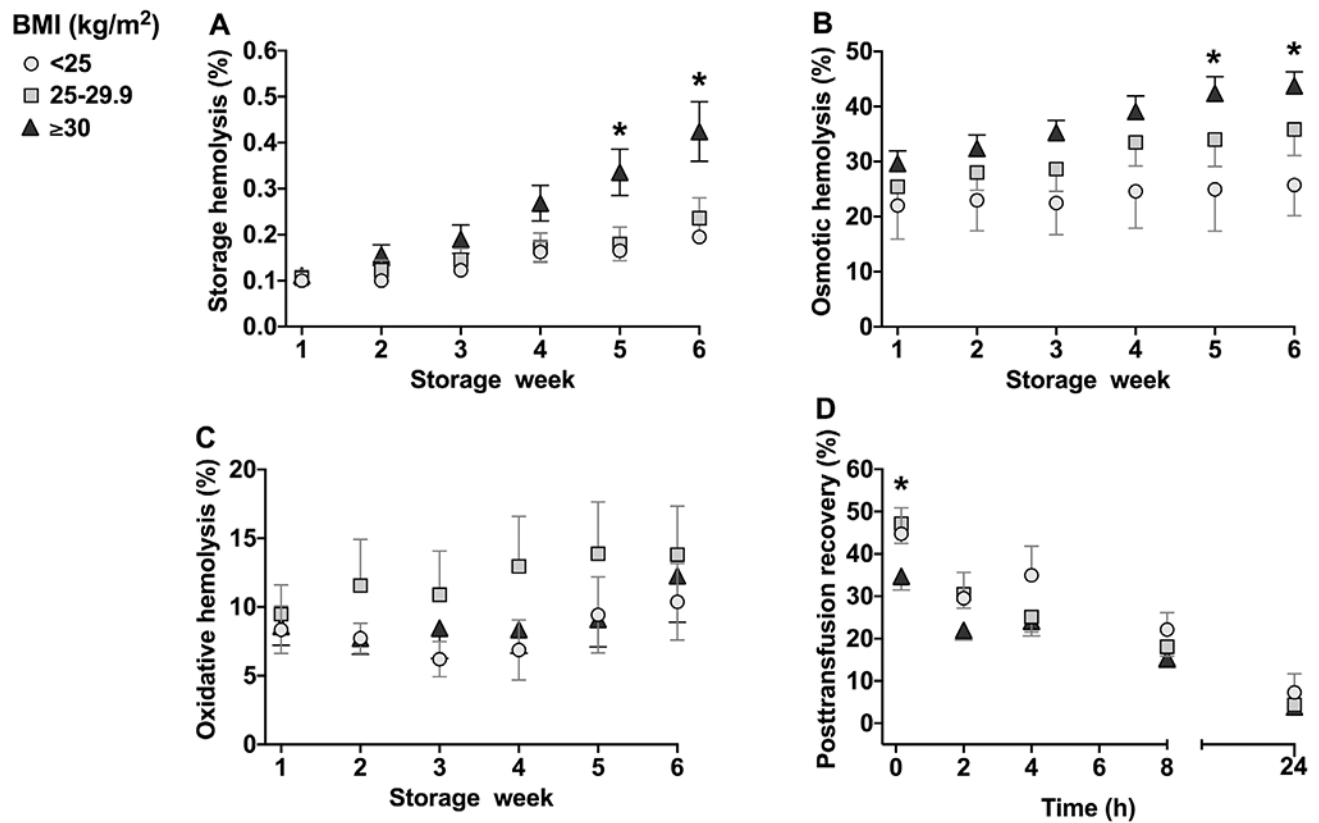 BMI (kg/m²)
<25
25-29.9
≥30
A
Storage hemolysis (%)
0.6
0.5
0.4
0.3
0.2
0.1
0.0
* *
1 2 3 4 5 6
Storage week
B
Osmotic hemolysis (%)
50
40
30
20
10
0
* *
1 2 3 4 5 6
Storage week
C
Oxidative hemolysis (%)
20
15
10
5
0
1 2 3 4 5 6
Storage week
D
Posttransfusion recovery (%)
60
50
40
30
20
10
0
*
0 2 4 6 8 24
Time (h)